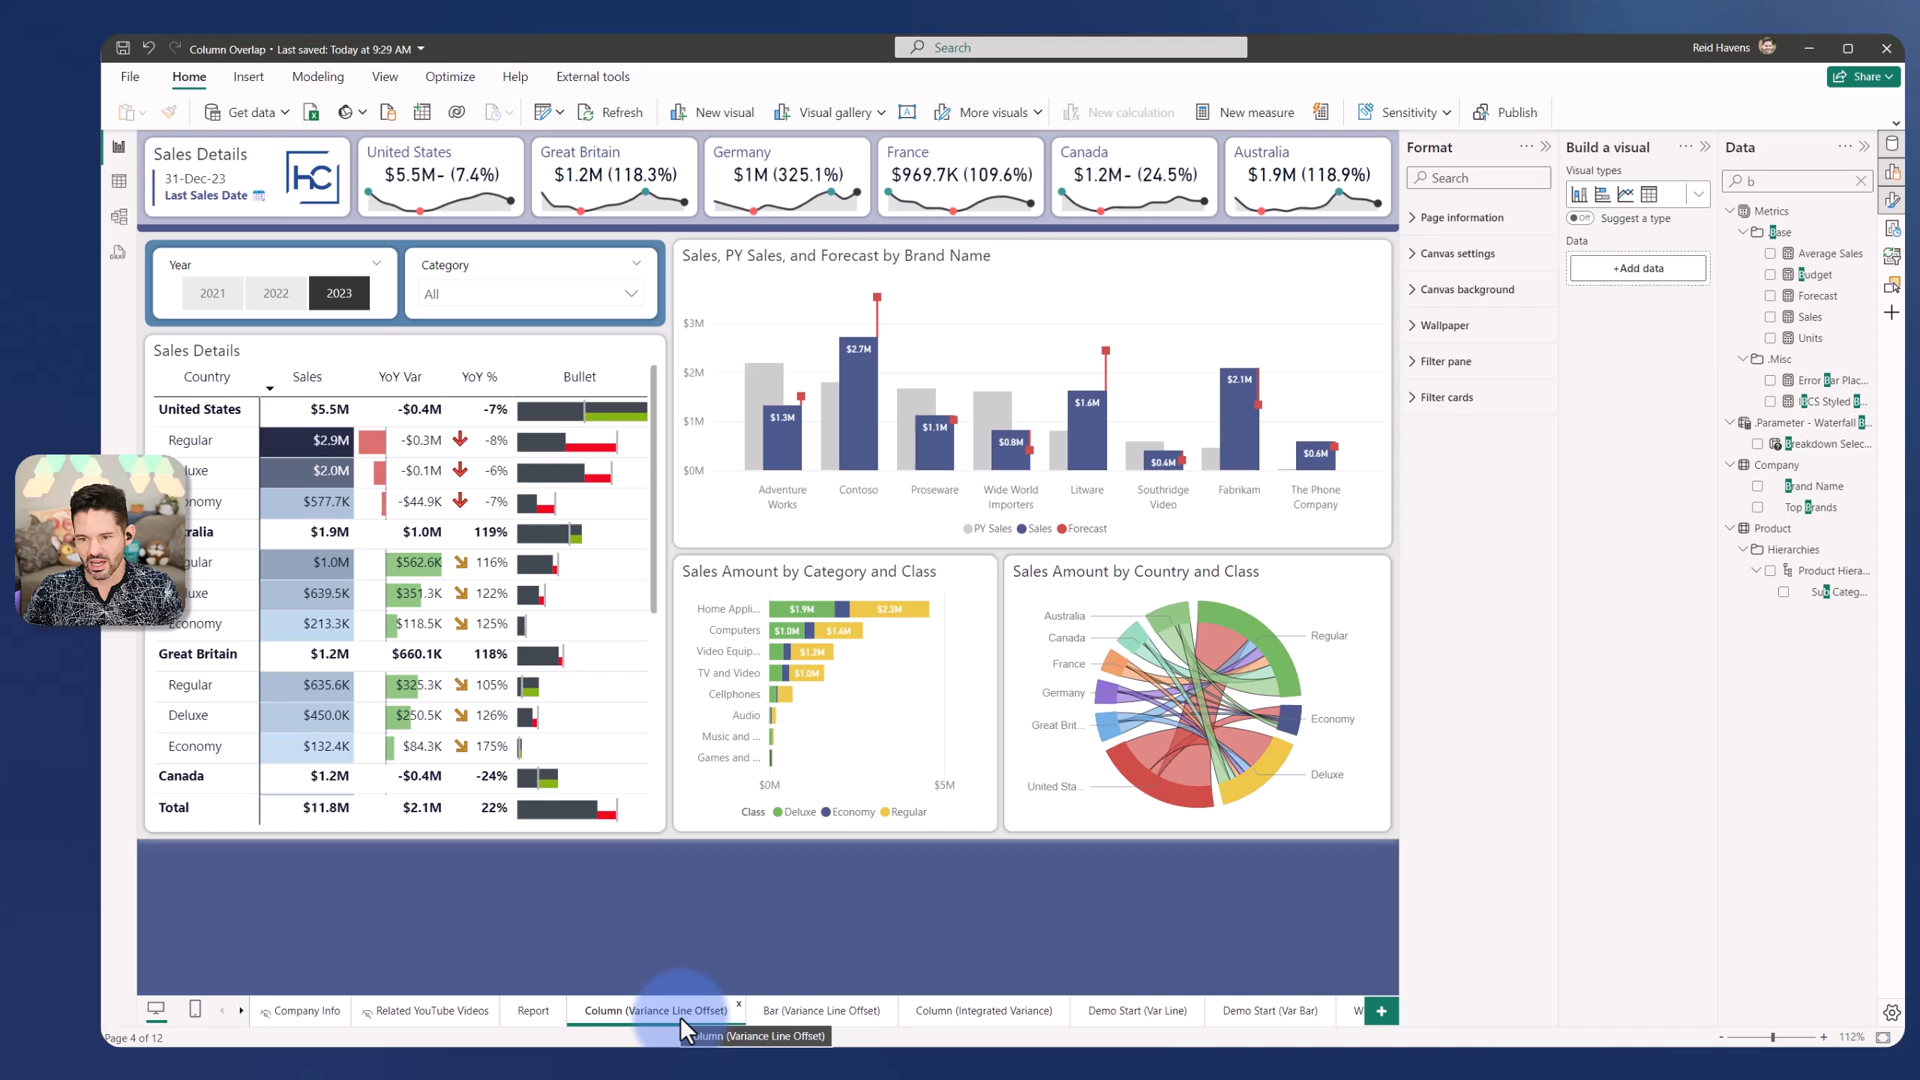 Column Overlap • Last saved: Today at 9:29 AM
Search
Reid Havens
File Home Insert Modeling View Optimize Help External tools
Share
Get data Refresh New visual Visual gallery More visuals New calculation New measure Sensitivity Publish
Sales Details
31-Dec-23
Last Sales Date
HC
United States
$5.5M- (7.4%)
Great Britain
$1.2M (118.3%)
Germany
$1M (325.1%)
France
$969.7K (109.6%)
Canada
$1.2M- (24.5%)
Australia
$1.9M (118.9%)
Year
2021 2022 2023
Category
All
Sales Details
Country Sales YoY Var YoY % Bullet
United States $5.5M -$0.4M -7%
Regular $2.9M -$0.3M -8%
luxe $2.0M -$0.1M -6%
onomy $577.7K -$44.9K -7%
ralia $1.9M $1.0M 119%
gular $1.0M $562.6K 116%
luxe $639.5K $351.3K 122%
Economy $213.3K $118.5K 125%
Great Britain $1.2M $660.1K 118%
Regular $635.6K $325.3K 105%
Deluxe $450.0K $250.5K 126%
Economy $132.4K $84.3K 175%
Canada $1.2M -$0.4M -24%
Total $11.8M $2.1M 22%
Sales, PY Sales, and Forecast by Brand Name
$3M
$2M
$1M
$0M
$1.3M $2.7M $1.1M $0.8M $1.6M $0.4M $2.1M $0.6M
Adventure Works Contoso Proseware Wide World Importers Litware Southridge Video Fabrikam The Phone Company
PY Sales Sales Forecast
Sales Amount by Category and Class
Home Appli... $1.9M $2.3M
Computers $1.0M $1.4M
Video Equip... $1.2M
TV and Video $1.0M
Cellphones
Audio
Music and ...
Games and ...
$0M $5M
Class Deluxe Economy Regular
Sales Amount by Country and Class
Australia
Canada
France
Germany
Great Brit...
United Sta...
Regular
Economy
Deluxe
Format
Search
Page information
Canvas settings
Canvas background
Wallpaper
Filter pane
Filter cards
Build a visual
Visual types
Off Suggest a type
Data
+Add data
Data
b
Metrics
.Base
Average Sales
Budget
Forecast
Sales
Units
.Misc
Error Bar Plac...
IBCS Styled B...
.Parameter - Waterfall B...
Breakdown Selec...
Company
Brand Name
Top Brands
Product
Hierarchies
Product Hiera...
Sub Categ...
Company Info Related YouTube Videos Report Column (Variance Line Offset) Bar (Variance Line Offset) Column (Integrated Variance) Demo Start (Var Line) Demo Start (Var Bar) W
olumn (Variance Line Offset)
Page 4 of 12
112%